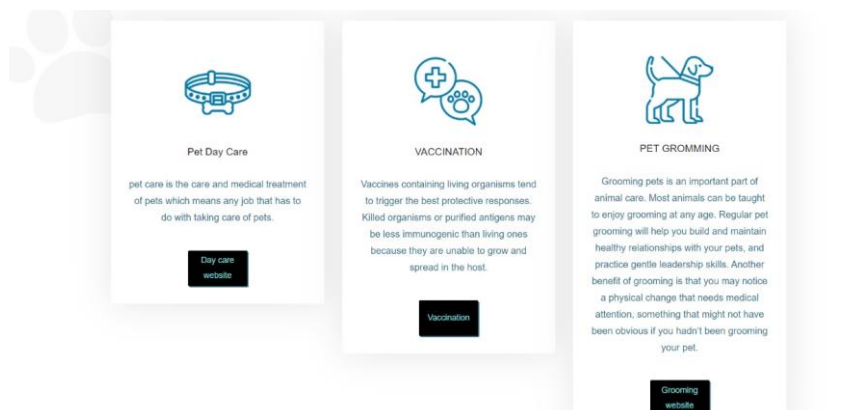 Pet Day Care
pet care is the care and medical treatment
of pets which means any job that has to
do with taking care of pets.
Day care
website
VACCINATION
Vaccines containing living organisms tend
to trigger the best protective responses.
Killed organisms or purified antigens may
be less immunogenic than living ones
because they are unable to grow and
spread in the host.
Vaccination
PET GROMMING
Grooming pets is an important part of
animal care. Most animals can be taught
to enjoy grooming at any age. Regular pet
grooming will help you build and maintain
healthy relationships with your pets, and
practice gentle leadership skills. Another
benefit of grooming is that you may notice
a physical change that needs medical
attention, something that might not have
been obvious if you hadn't been grooming
your pet.
Grooming
website